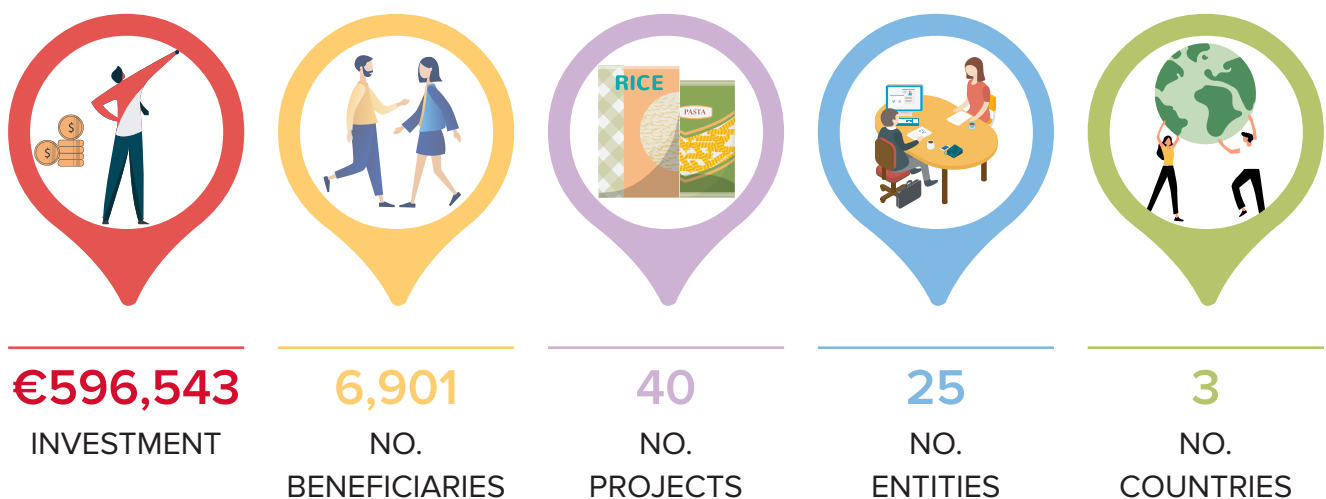 RICE
PASTA
$
$
€596,543
INVESTMENT
6,901
NO.
BENEFICIARIES
40
NO.
PROJECTS
25
NO.
ENTITIES
3
NO.
COUNTRIES